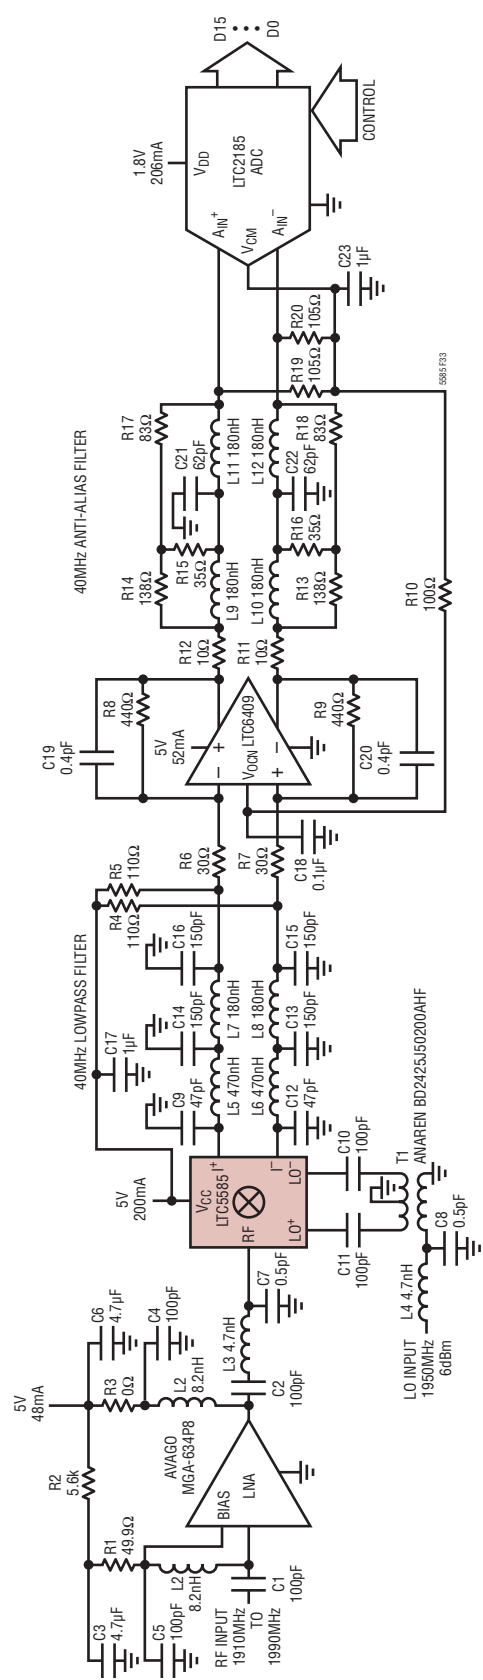 RF INPUT
1910MHz
TO
1990MHz
C3
4.7µF
C5
100pF
R1
49.9Ω
L2
8.2nH
C1
100pF
R2
5.6k
BIAS
LNA
AVAGO
MGA-634P8
5V
48mA
C6
4.7µF
R3
0Ω
C4
100pF
L2
8.2nH
C2
100pF
L3 4.7nH
C7
0.5pF
LO INPUT
1950MHz
6dBm
L4 4.7nH
C8
0.5pF
T1
ANAREN BD2425J50200AHF
C11
100pF
C10
100pF
5V
200mA
VCC
LTC5585
RF
I+
I–
LO+
LO–
40MHz LOWPASS FILTER
C17
1µF
C9
47pF
C14
150pF
C16
150pF
L5 470nH
L7 180nH
L6 470nH
L8 180nH
C12
47pF
C13
150pF
C15
150pF
R4
110Ω
R5
110Ω
R6
30Ω
R7
30Ω
C18
0.1µF
C19
0.4pF
R8
440Ω
5V
52mA
–
+
VOCN LTC6409
+
–
R9
440Ω
C20
0.4pF
R12
10Ω
R11
10Ω
40MHz ANTI-ALIAS FILTER
R14
138Ω
R17
83Ω
R15
35Ω
C21
62pF
L9 180nH
L11 180nH
L10 180nH
L12 180nH
R16
35Ω
C22
62pF
R13
138Ω
R18
83Ω
R10
100Ω
R19
105Ω
R20
105Ω
C23
1µF
1.8V
206mA
VDD
LTC2185
ADC
AIN+
VCM
AIN–
D15 ••• D0
CONTROL
5585 F33